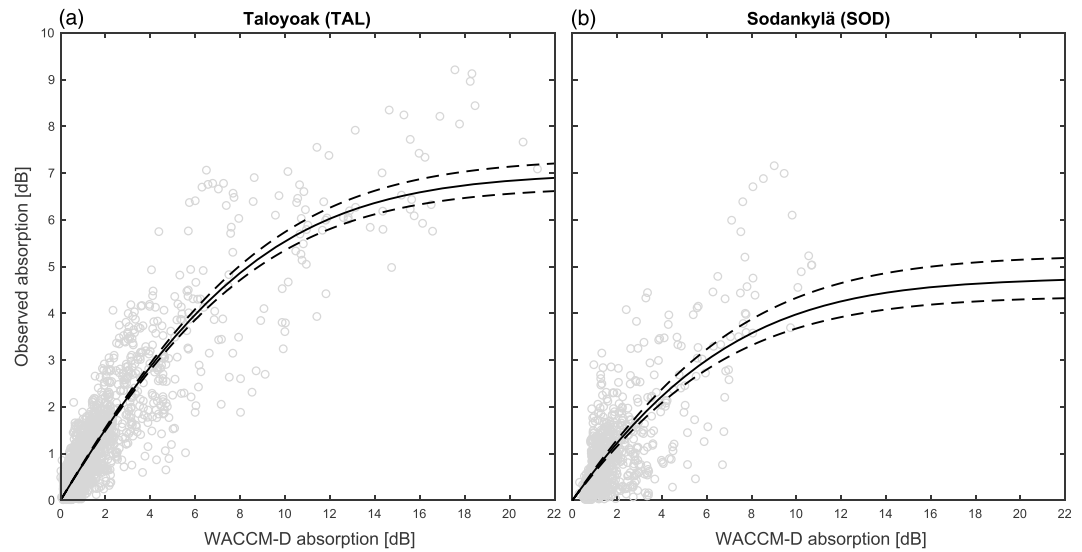 (a)
Taloyoak (TAL)
(b)
Sodankylä (SOD)
10
9
8
7
6
5
4
3
2
1
0
Observed absorption [dB]
0 2 4 6 8 10 12 14 16 18 20 22
0 2 4 6 8 10 12 14 16 18 20 22
WACCM-D absorption [dB]
WACCM-D absorption [dB]